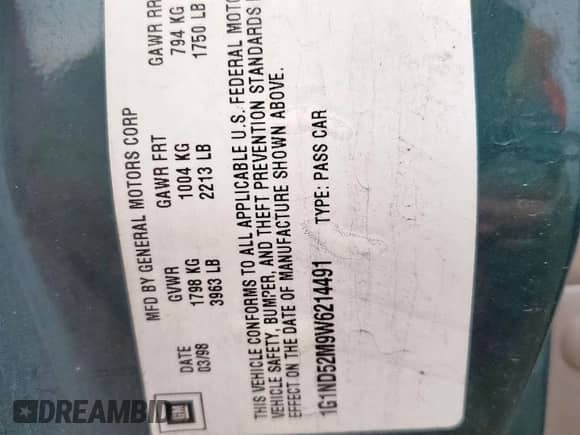 MFD BY GENERAL MOTORS CORP
DATE GVWR GAWR FRT GAWR RR
03/98 1798 KG 1004 KG 794 KG
3963 LB 2213 LB 1750 LB
THIS VEHICLE CONFORMS TO ALL APPLICABLE U.S. FEDERAL MOTO
VEHICLE SAFETY, BUMPER, AND THEFT PREVENTION STANDARDS
EFFECT ON THE DATE OF MANUFACTURE SHOWN ABOVE.
1G1ND52M9W6214491 TYPE: PASS CAR
GM
DREAMBID